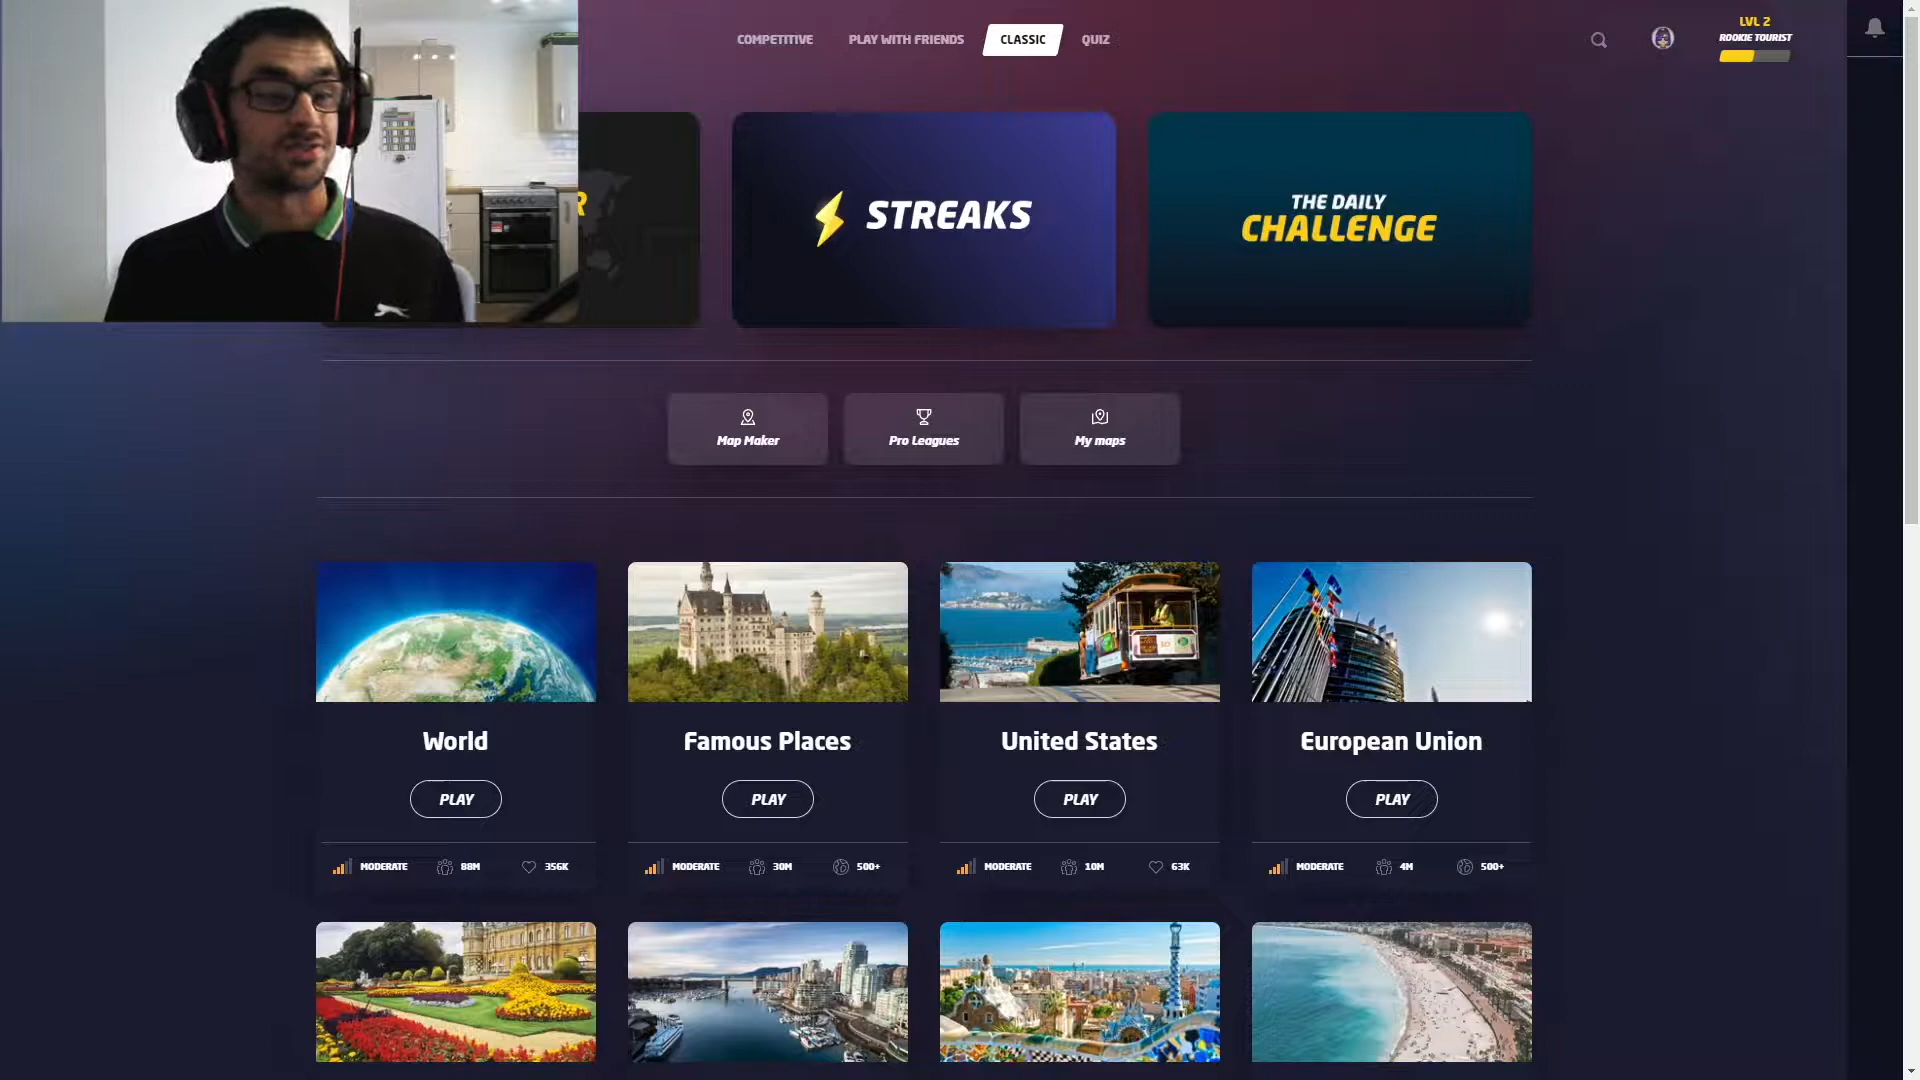 COMPETITIVE PLAY WITH FRIENDS CLASSIC QUIZ
LVL 2
ROOKIE TOURIST
R
STREAKS
THE DAILY
CHALLENGE
Map Maker
Pro Leagues
My maps
World
Famous Places
United States
European Union
PLAY
PLAY
PLAY
PLAY
MODERATE 88M 356K
MODERATE 30M 500+
MODERATE 10M 63K
MODERATE 4M 500+